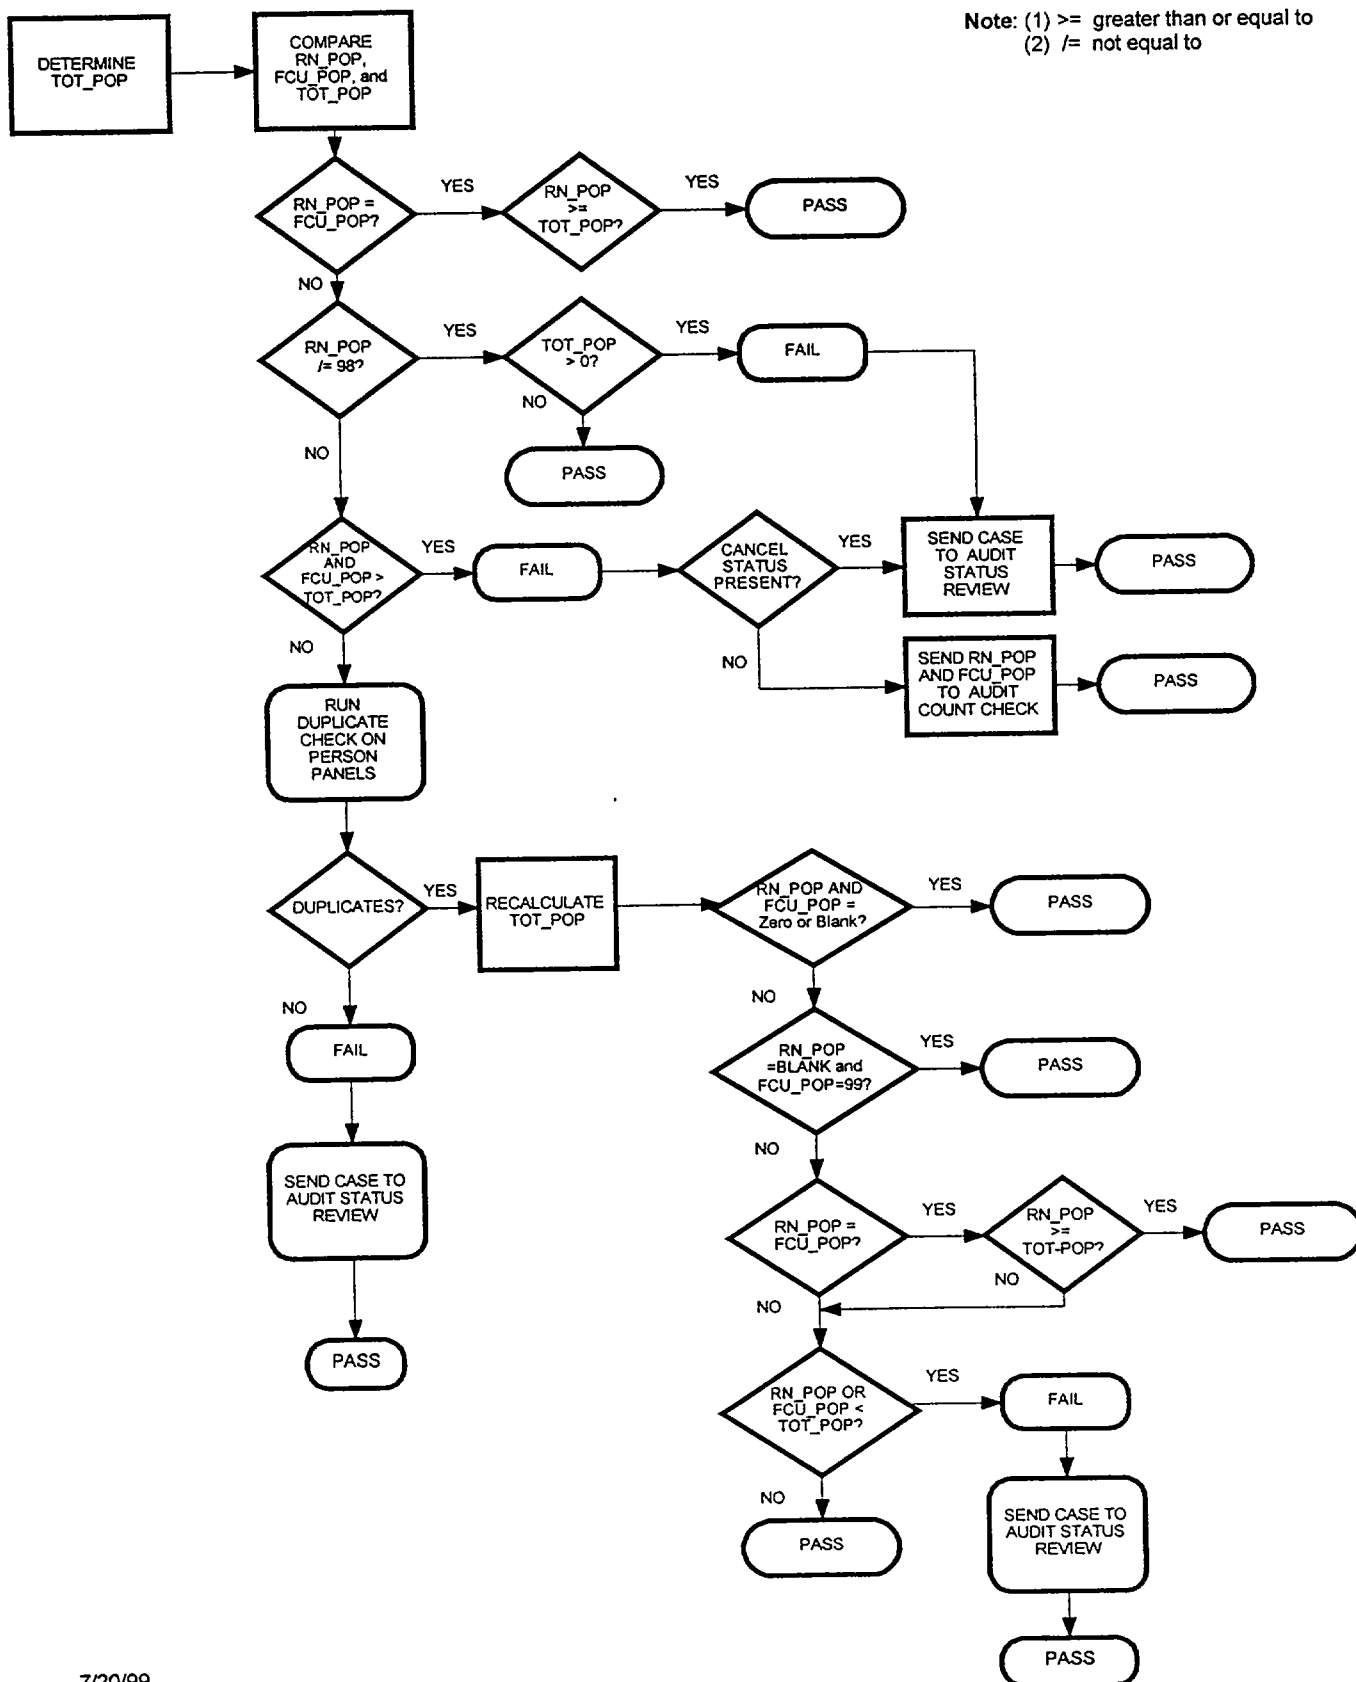 Note: (1) >= greater than or equal to
(2) /= not equal to
DETERMINE
TOT_POP
COMPARE
RN_POP,
FCU_POP, and
TOT_POP
RN_POP =
FCU_POP?
YES
RN_POP
>=
TOT_POP?
YES
PASS
NO
RN_POP
/= 98?
YES
TOT_POP
> 0?
YES
FAIL
NO
PASS
NO
RN_POP
AND
FCU_POP >
TOT_POP?
YES
FAIL
CANCEL
STATUS
PRESENT?
YES
SEND CASE
TO AUDIT
STATUS
REVIEW
PASS
NO
SEND RN_POP
AND FCU_POP
TO AUDIT
COUNT CHECK
PASS
NO
RUN
DUPLICATE
CHECK ON
PERSON
PANELS
DUPLICATES?
YES
RECALCULATE
TOT_POP
RN_POP AND
FCU_POP =
Zero or Blank?
YES
PASS
NO
FAIL
NO
RN_POP
=BLANK and
FCU_POP=99?
YES
PASS
SEND CASE TO
AUDIT STATUS
REVIEW
NO
RN_POP =
FCU_POP?
YES
RN_POP
>=
TOT-POP?
YES
PASS
NO
NO
PASS
RN_POP OR
FCU_POP <
TOT_POP?
YES
FAIL
NO
PASS
SEND CASE TO
AUDIT STATUS
REVIEW
PASS
7/20/99